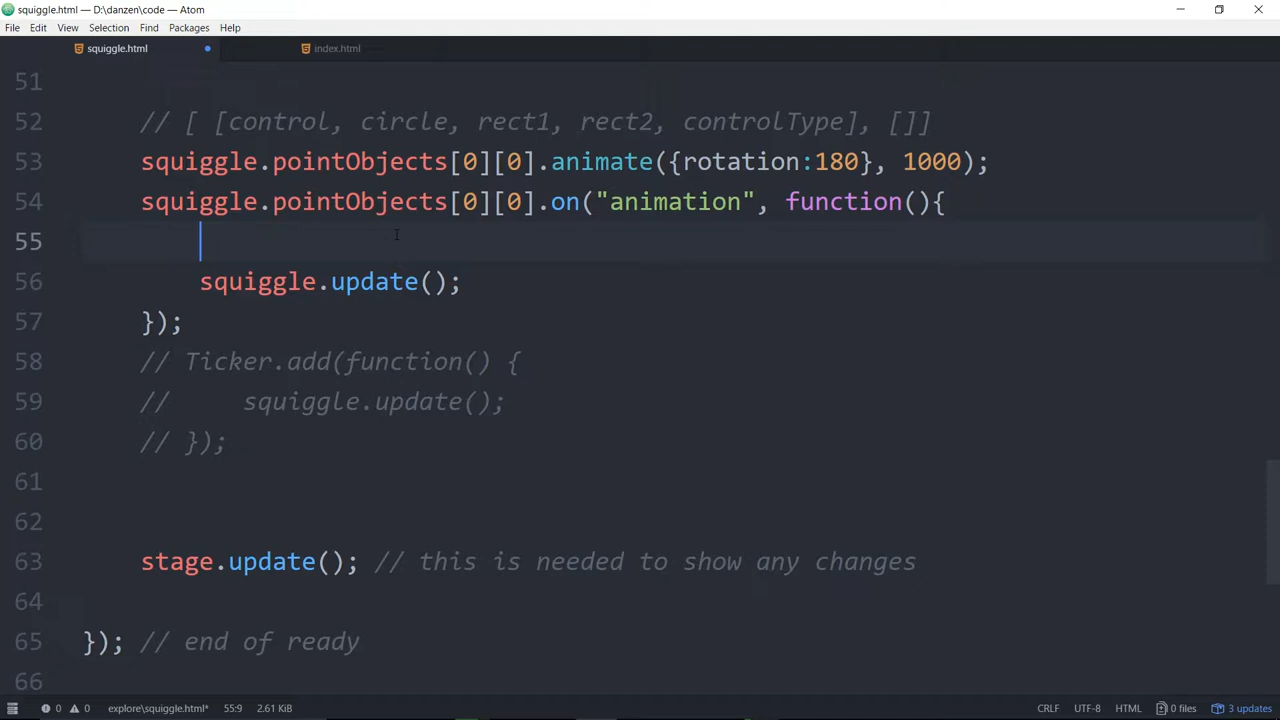 squiggle.html — D:\danzen\code — Atom
File Edit View Selection Find Packages Help
squiggle.html index.html
51
52 // [ [control, circle, rect1, rect2, controlType], []]
53 squiggle.pointObjects[0][0].animate({rotation:180}, 1000);
54 squiggle.pointObjects[0][0].on("animation", function(){
55
56 squiggle.update();
57 });
58 // Ticker.add(function() {
59 // squiggle.update();
60 // });
61
62
63 stage.update(); // this is needed to show any changes
64
65 }); // end of ready
66
0 0 explore\squiggle.html* 55:9 2.61 KiB CRLF UTF-8 HTML 0 files 3 updates